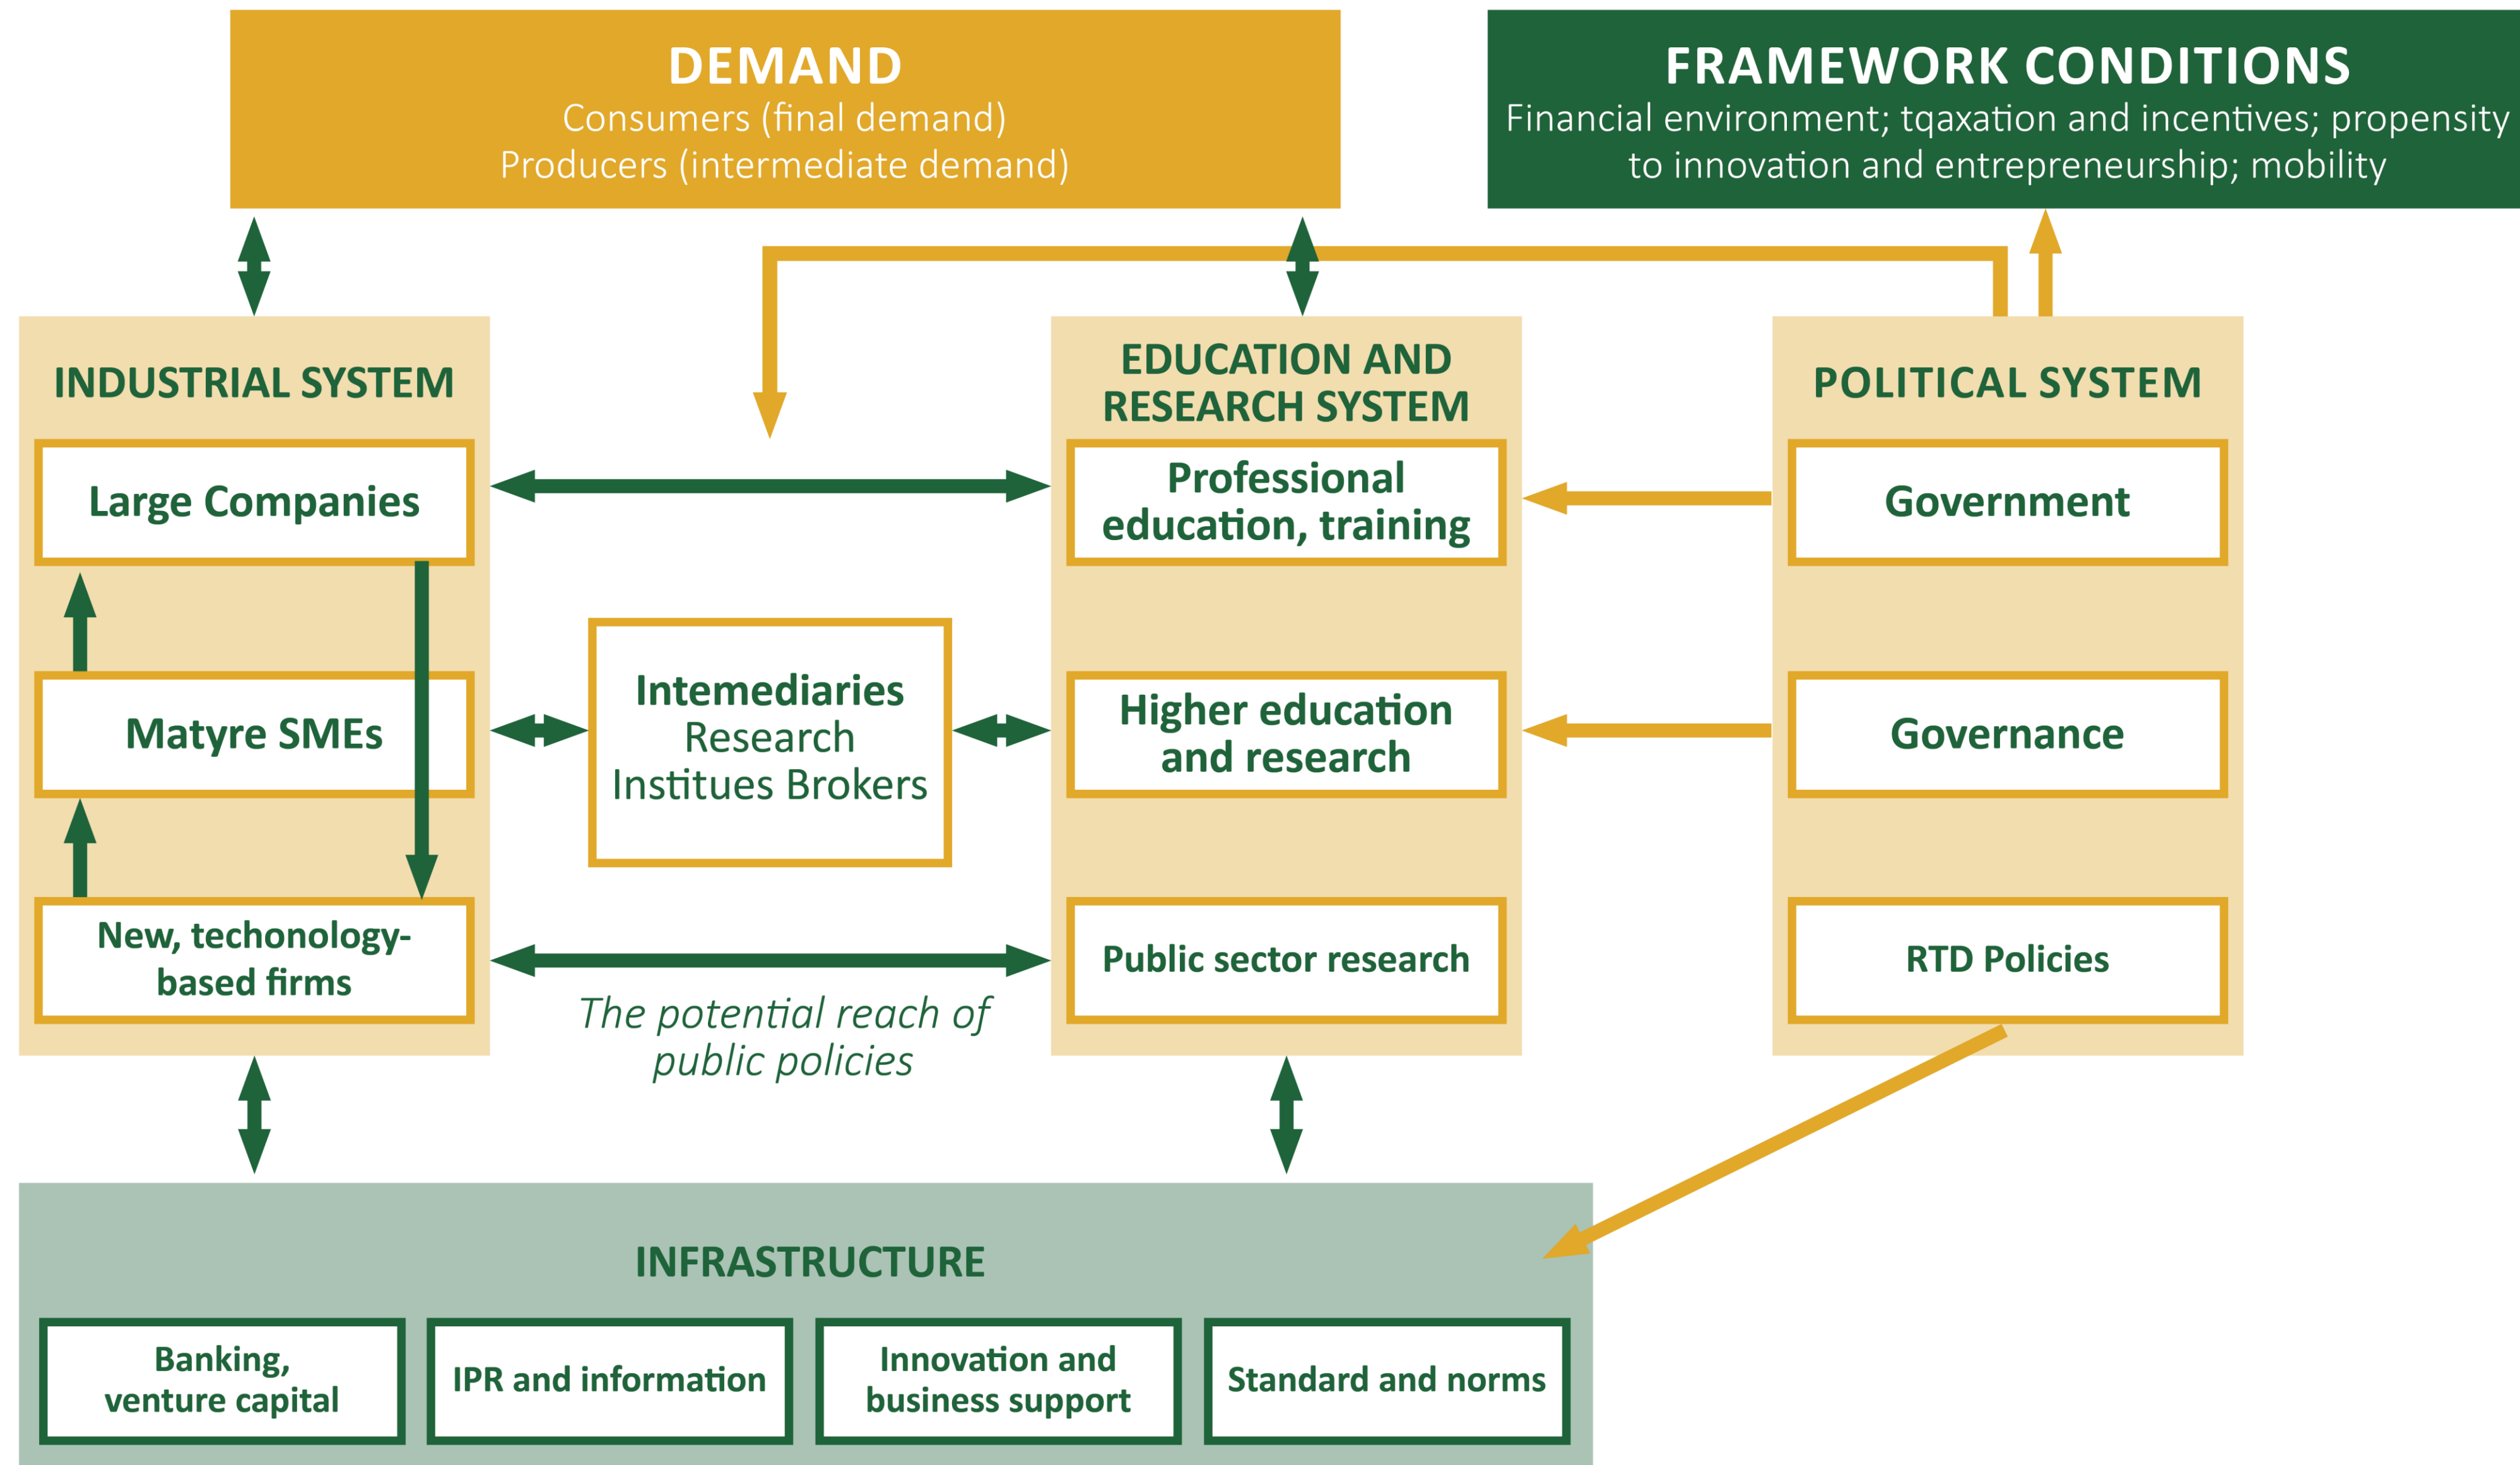 DEMAND
Consumers (final demand)
Producers (intermediate demand)
FRAMEWORK CONDITIONS
Financial environment; tqaxation and incentives; propensity
to innovation and entrepreneurship; mobility
INDUSTRIAL SYSTEM
Large Companies
Matyre SMEs
New, techonology-
based firms
Intemediaries
Research
Institues Brokers
The potential reach of
public policies
EDUCATION AND
RESEARCH SYSTEM
Professional
education, training
Higher education
and research
Public sector research
POLITICAL SYSTEM
Government
Governance
RTD Policies
INFRASTRUCTURE
Banking,
venture capital
IPR and information
Innovation and
business support
Standard and norms